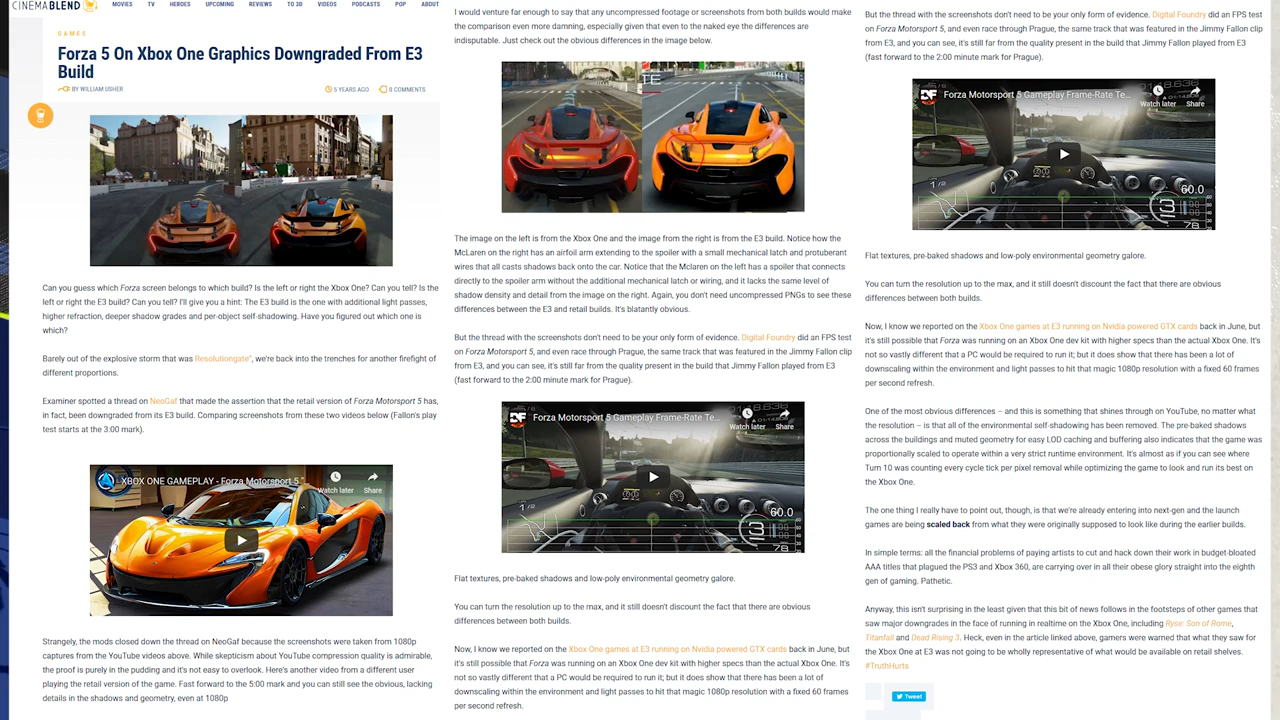 CINEMABLEND
MOVIES TV HEROES UPCOMING REVIEWS TO 3D VIDEOS PODCASTS POP ABOUT
GAMES
Forza 5 On Xbox One Graphics Downgraded From E3
Build
BY WILLIAM USHER
5 YEARS AGO
0 COMMENTS
Can you guess which Forza screen belongs to which build? Is the left or right the Xbox One? Can you tell? Is the
left or right the E3 build? Can you tell? I'll give you a hint: The E3 build is the one with additional light passes,
higher refraction, deeper shadow grades and per-object self-shadowing. Have you figured out which one is
which?
Barely out of the explosive storm that was Resolutiongate", we're back into the trenches for another firefight of
different proportions.
Examiner spotted a thread on NeoGaf that made the assertion that the retail version of Forza Motorsport 5 has,
in fact, been downgraded from its E3 build. Comparing screenshots from these two videos below (Fallon's play
test starts at the 3:00 mark).
XBOX ONE GAMEPLAY - Forza Motorsport 5
Watch later
Share
Strangely, the mods closed down the thread on NeoGaf because the screenshots were taken from 1080p
captures from the YouTube videos above. While skepticism about YouTube compression quality is admirable,
the proof is purely in the pudding and it's not easy to overlook. Here's another video from a different user
playing the retail version of the game. Fast forward to the 5:00 mark and you can still see the obvious, lacking
details in the shadows and geometry, even at 1080p
I would venture far enough to say that any uncompressed footage or screenshots from both builds would make
the comparison even more damning, especially given that even to the naked eye the differences are
indisputable. Just check out the obvious differences in the image below.
TE
The image on the left is from the Xbox One and the image from the right is from the E3 build. Notice how the
McLaren on the right has an airfoil arm extending to the spoiler with a small mechanical latch and protuberant
wires that all casts shadows back onto the car. Notice that the Mclaren on the left has a spoiler that connects
directly to the spoiler arm without the additional mechanical latch or wiring, and it lacks the same level of
shadow density and detail from the image on the right. Again, you don't need uncompressed PNGs to see these
differences between the E3 and retail builds. It's blatantly obvious.
But the thread with the screenshots don't need to be your only form of evidence. Digital Foundry did an FPS test
on Forza Motorsport 5, and even race through Prague, the same track that was featured in the Jimmy Fallon clip
from E3, and you can see, it's still far from the quality present in the build that Jimmy Fallon played from E3
(fast forward to the 2:00 minute mark for Prague).
DF
Forza Motorsport 5 Gameplay Frame-Rate Te...
Watch later
Share
1/2
60.0
3
Flat textures, pre-baked shadows and low-poly environmental geometry galore.
You can turn the resolution up to the max, and it still doesn't discount the fact that there are obvious
differences between both builds.
Now, I know we reported on the Xbox One games at E3 running on Nvidia powered GTX cards back in June, but
it's still possible that Forza was running on an Xbox One dev kit with higher specs than the actual Xbox One. It's
not so vastly different that a PC would be required to run it; but it does show that there has been a lot of
downscaling within the environment and light passes to hit that magic 1080p resolution with a fixed 60 frames
per second refresh.
But the thread with the screenshots don't need to be your only form of evidence. Digital Foundry did an FPS test
on Forza Motorsport 5, and even race through Prague, the same track that was featured in the Jimmy Fallon clip
from E3, and you can see, it's still far from the quality present in the build that Jimmy Fallon played from E3
(fast forward to the 2:00 minute mark for Prague).
DF
Forza Motorsport 5 Gameplay Frame-Rate Te...
Watch later
Share
1/2
60.0
3
Flat textures, pre-baked shadows and low-poly environmental geometry galore.
You can turn the resolution up to the max, and it still doesn't discount the fact that there are obvious
differences between both builds.
Now, I know we reported on the Xbox One games at E3 running on Nvidia powered GTX cards back in June, but
it's still possible that Forza was running on an Xbox One dev kit with higher specs than the actual Xbox One. It's
not so vastly different that a PC would be required to run it; but it does show that there has been a lot of
downscaling within the environment and light passes to hit that magic 1080p resolution with a fixed 60 frames
per second refresh.
One of the most obvious differences – and this is something that shines through on YouTube, no matter what
the resolution – is that all of the environmental self-shadowing has been removed. The pre-baked shadows
across the buildings and muted geometry for easy LOD caching and buffering also indicates that the game was
proportionally scaled to operate within a very strict runtime environment. It's almost as if you can see where
Turn 10 was counting every cycle tick per pixel removal while optimizing the game to look and run its best on
the Xbox One.
The one thing I really have to point out, though, is that we're already entering into next-gen and the launch
games are being scaled back from what they were originally supposed to look like during the earlier builds.
In simple terms: all the financial problems of paying artists to cut and hack down their work in budget-bloated
AAA titles that plagued the PS3 and Xbox 360, are carrying over in all their obese glory straight into the eighth
gen of gaming. Pathetic.
Anyway, this isn't surprising in the least given that this bit of news follows in the footsteps of other games that
saw major downgrades in the face of running in realtime on the Xbox One, including Ryse: Son of Rome,
Titanfall and Dead Rising 3. Heck, even in the article linked above, gamers were warned that what they saw for
the Xbox One at E3 was not going to be wholly representative of what would be available on retail shelves.
#TruthHurts
Tweet